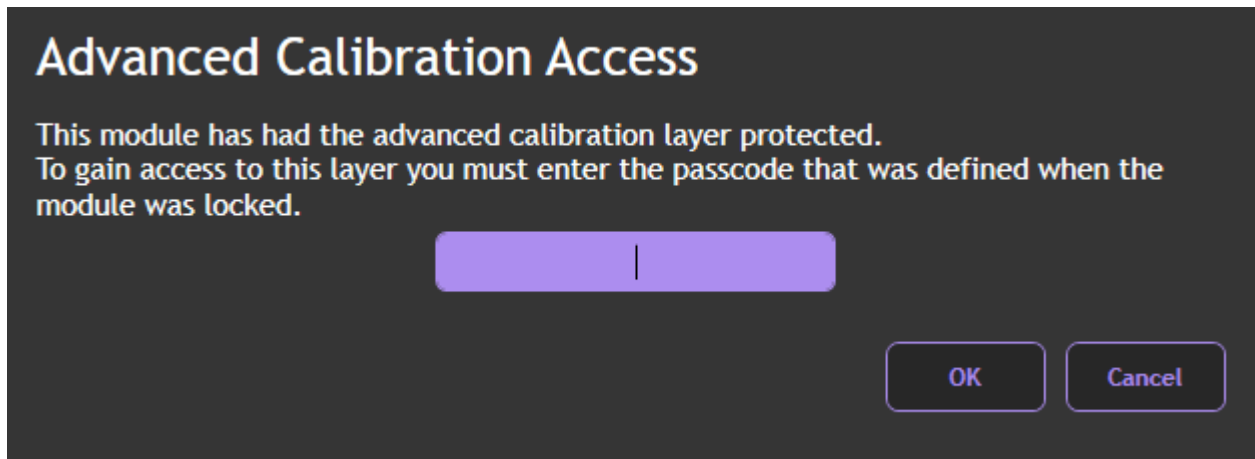 Advanced Calibration Access
This module has had the advanced calibration layer protected.
To gain access to this layer you must enter the passcode that was defined when the
module was locked.
OK
Cancel